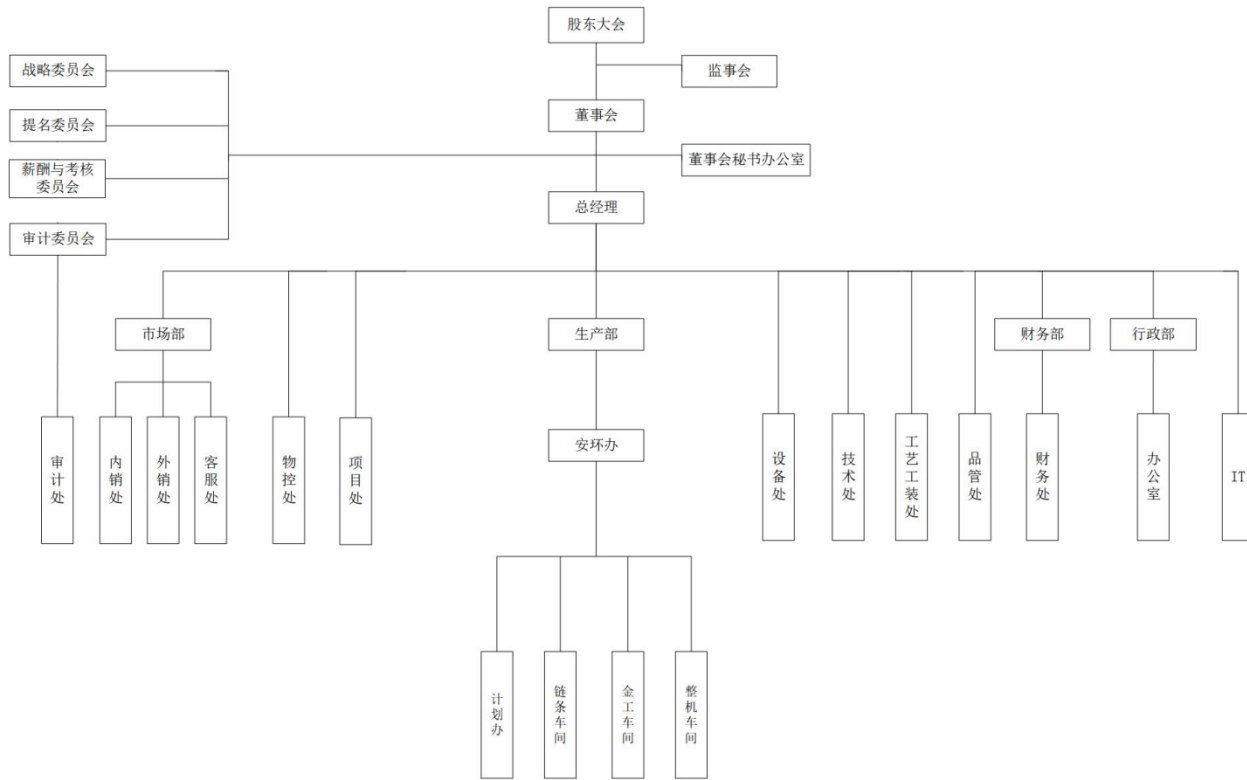 股东大会
战略委员会
监事会
提名委员会
董事会
薪酬与考核
委员会
董事会秘书办公室
总经理
审计委员会
市场部
生产部
财务部
行政部
安环办
审计处
内销处
外销处
客服处
物控处
项目处
设备处
技术处
工艺工装处
品管处
财务处
办公室
IT
计划办
链条车间
金工车间
整机车间